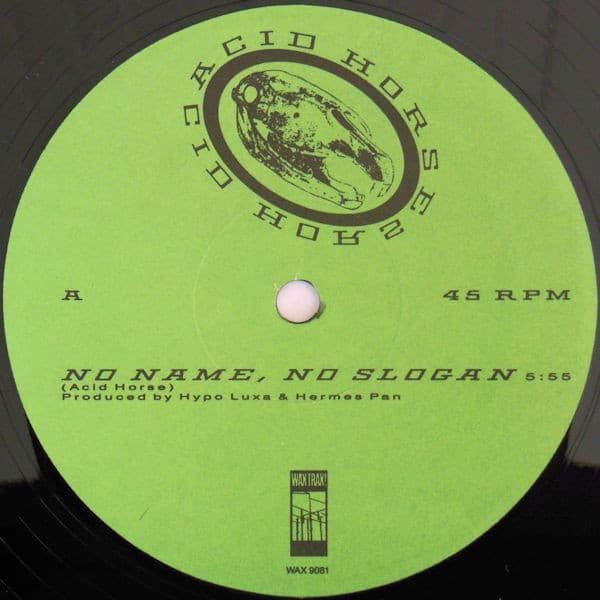 ACID HORSE
ACID HORSE
A
45 RPM
NO NAME, NO SLOGAN 5:55
(Acid Horse)
Produced by Hypo Luxa & Hermes Pan
WAX TRAX!
WAX 9081